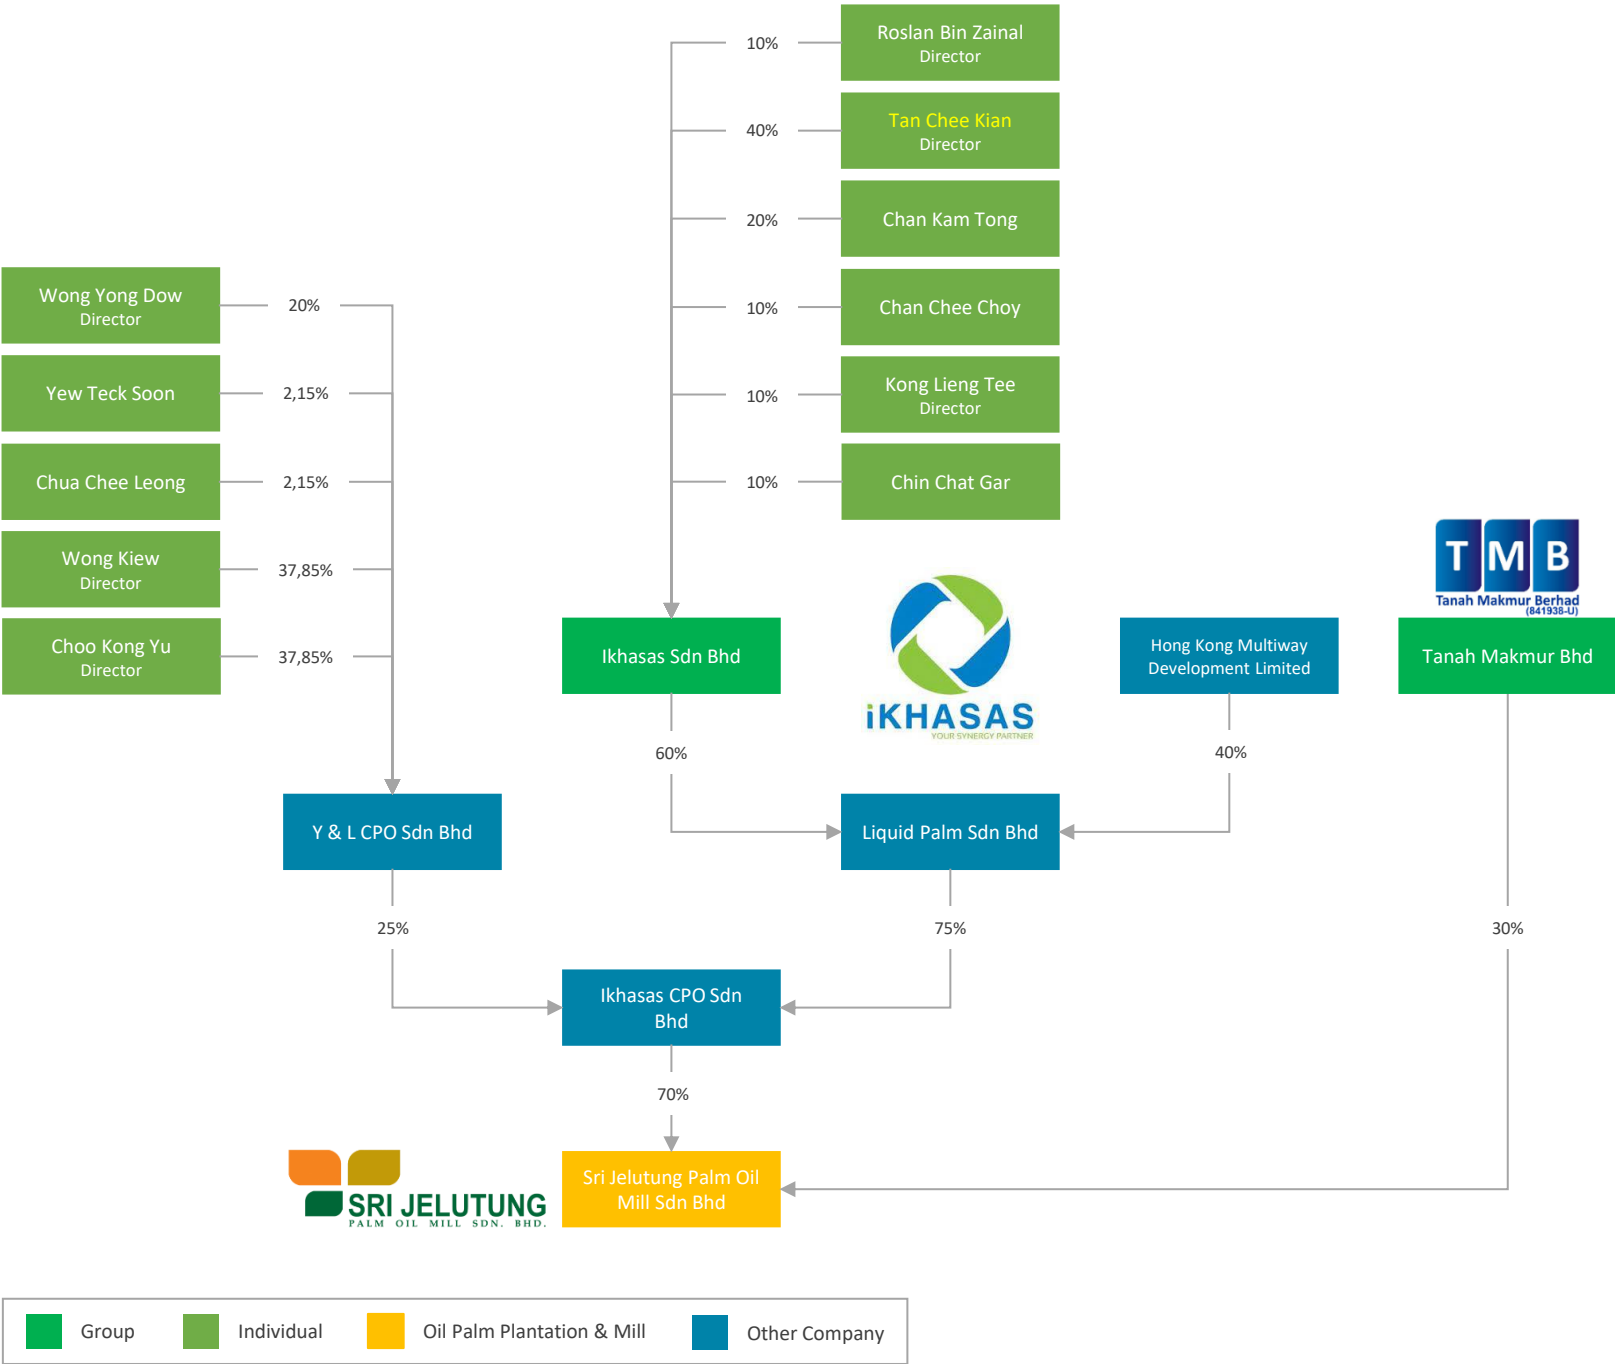 Roslan Bin Zainal
Director
10%
Tan Chee Kian
Director
40%
Chan Kam Tong
20%
Chan Chee Choy
10%
Kong Lieng Tee
Director
10%
Chin Chat Gar
10%
Wong Yong Dow
Director
20%
Yew Teck Soon
2,15%
Chua Chee Leong
2,15%
Wong Kiew
Director
37,85%
Choo Kong Yu
Director
37,85%
TMB
Tanah Makmur Berhad
(841938-U)
Ikhasas Sdn Bhd
iKHASAS
YOUR SYNERGY PARTNER
Hong Kong Multiway
Development Limited
Tanah Makmur Bhd
60%
40%
Y & L CPO Sdn Bhd
Liquid Palm Sdn Bhd
25%
75%
30%
Ikhasas CPO Sdn
Bhd
70%
SRI JELUTUNG
PALM OIL MILL SDN. BHD.
Sri Jelutung Palm Oil
Mill Sdn Bhd
Group
Individual
Oil Palm Plantation & Mill
Other Company